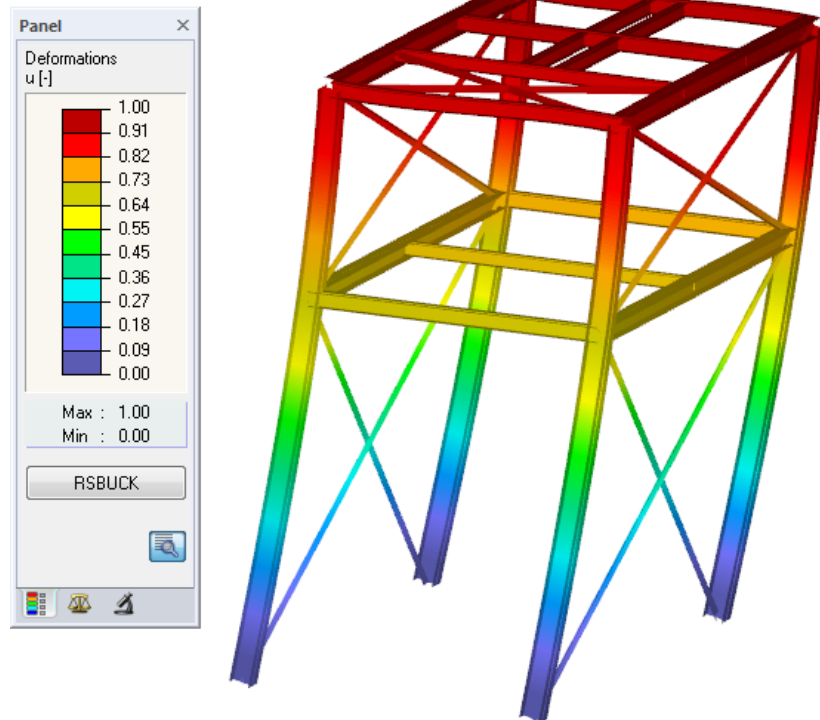 Panel
Deformations
u [-]
1.00
0.91
0.82
0.73
0.64
0.55
0.45
0.36
0.27
0.18
0.09
0.00
Max : 1.00
Min : 0.00
RSBUCK